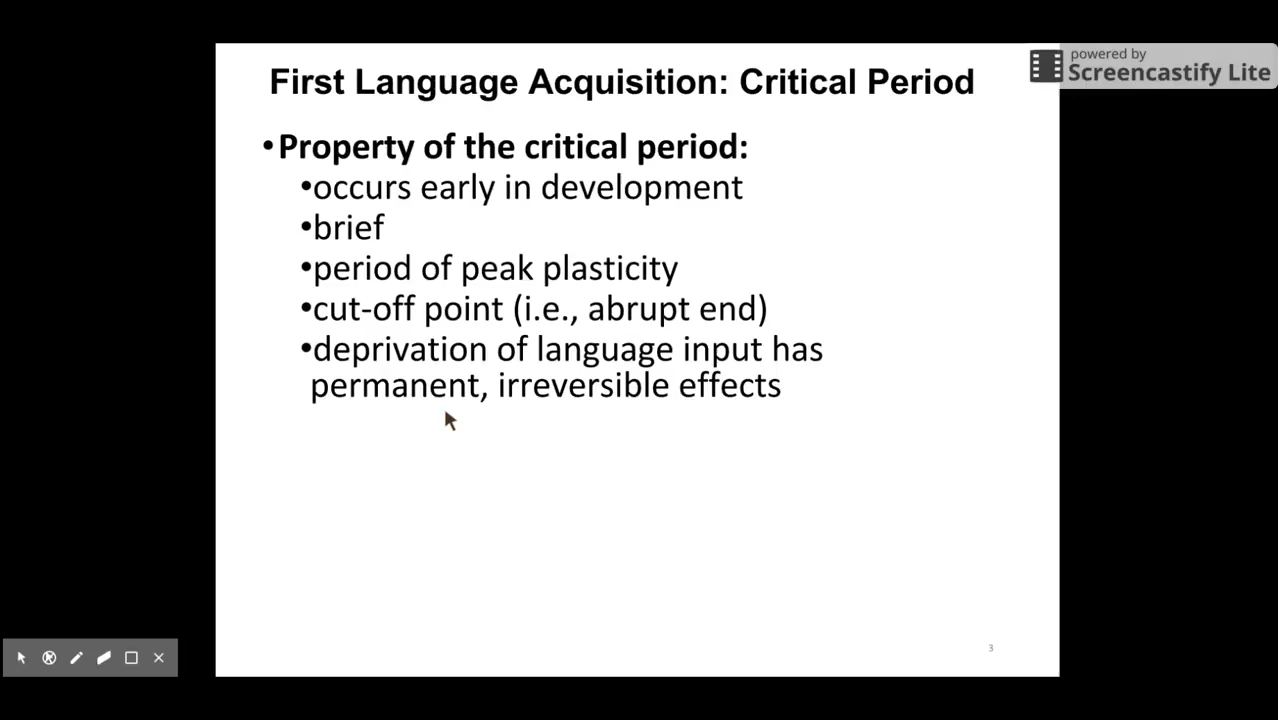 powered by
Screencastify Lite
First Language Acquisition: Critical Period
•Property of the critical period:
•occurs early in development
•brief
•period of peak plasticity
•cut-off point (i.e., abrupt end)
•deprivation of language input has
permanent, irreversible effects
3